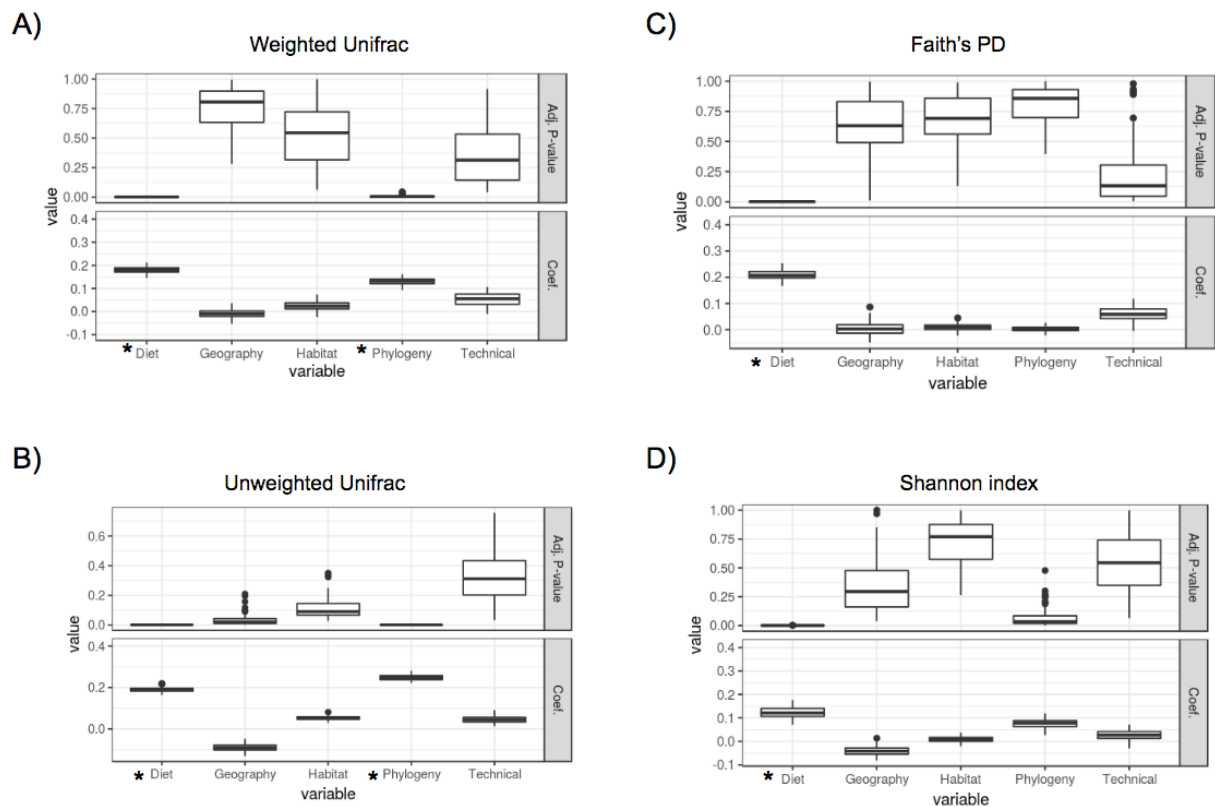 A)
Weighted Unifrac
1.00
0.75
0.50
0.25
0.00
Adj. P-value
value
0.4
0.3
0.2
0.1
0.0
-0.1
Coef.
* Diet Geography Habitat * Phylogeny Technical
variable
C)
Faith's PD
1.00
0.75
0.50
0.25
0.00
Adj. P-value
value
0.4
0.3
0.2
0.1
0.0
Coef.
* Diet Geography Habitat Phylogeny Technical
variable
B)
Unweighted Unifrac
0.6
0.4
0.2
0.0
Adj. P-value
value
0.4
0.2
0.0
Coef.
* Diet Geography Habitat * Phylogeny Technical
variable
D)
Shannon index
1.00
0.75
0.50
0.25
0.00
Adj. P-value
value
0.4
0.3
0.2
0.1
0.0
-0.1
Coef.
* Diet Geography Habitat Phylogeny Technical
variable